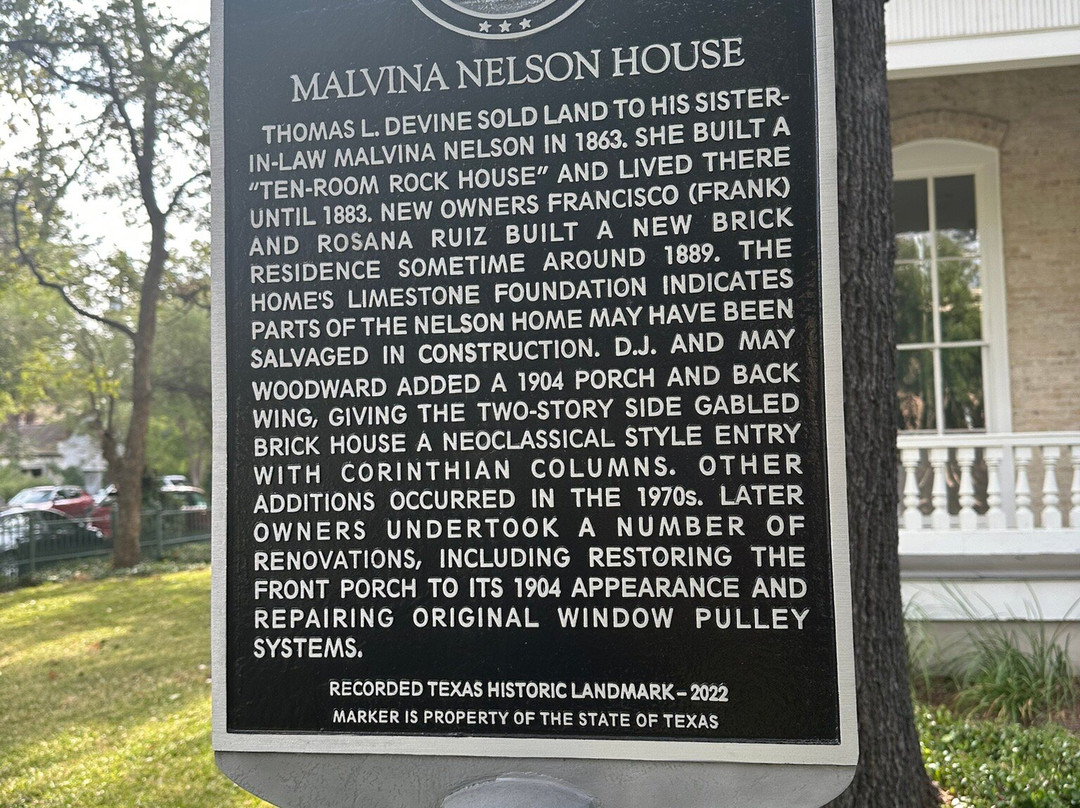 MALVINA NELSON HOUSE
THOMAS L. DEVINE SOLD LAND TO HIS SISTER-
IN-LAW MALVINA NELSON IN 1863. SHE BUILT A
"TEN-ROOM ROCK HOUSE" AND LIVED THERE
UNTIL 1883. NEW OWNERS FRANCISCO (FRANK)
AND ROSANA RUIZ BUILT A NEW BRICK
RESIDENCE SOMETIME AROUND 1889. THE
HOME'S LIMESTONE FOUNDATION INDICATES
PARTS OF THE NELSON HOME MAY HAVE BEEN
SALVAGED IN CONSTRUCTION. D.J. AND MAY
WOODWARD ADDED A 1904 PORCH AND BACK
WING, GIVING THE TWO-STORY SIDE GABLED
BRICK HOUSE A NEOCLASSICAL STYLE ENTRY
WITH CORINTHIAN COLUMNS. OTHER
ADDITIONS OCCURRED IN THE 1970s. LATER
OWNERS UNDERTOOK A NUMBER OF
RENOVATIONS, INCLUDING RESTORING THE
FRONT PORCH TO ITS 1904 APPEARANCE AND
REPAIRING ORIGINAL WINDOW PULLEY
SYSTEMS.
RECORDED TEXAS HISTORIC LANDMARK – 2022
MARKER IS PROPERTY OF THE STATE OF TEXAS